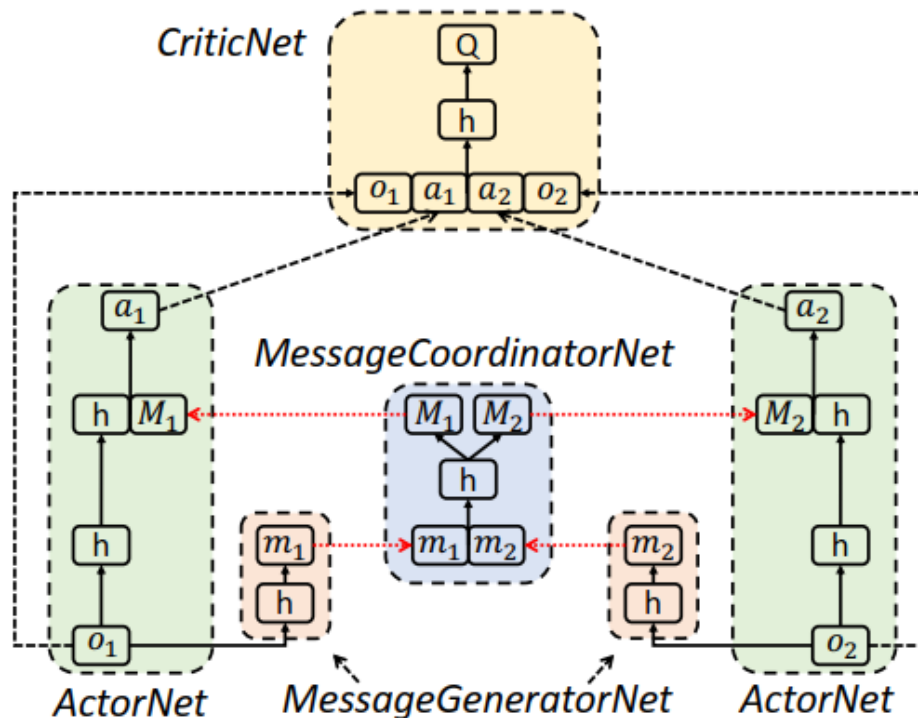 CriticNet
Q
h
o₁ a₁ a₂ o₂
a₁
a₂
MessageCoordinatorNet
h M₁
M₁ M₂
M₂ h
h
h
h
m₁
m₁ m₂
m₂
h
h
o₁
o₂
ActorNet
MessageGeneratorNet
ActorNet